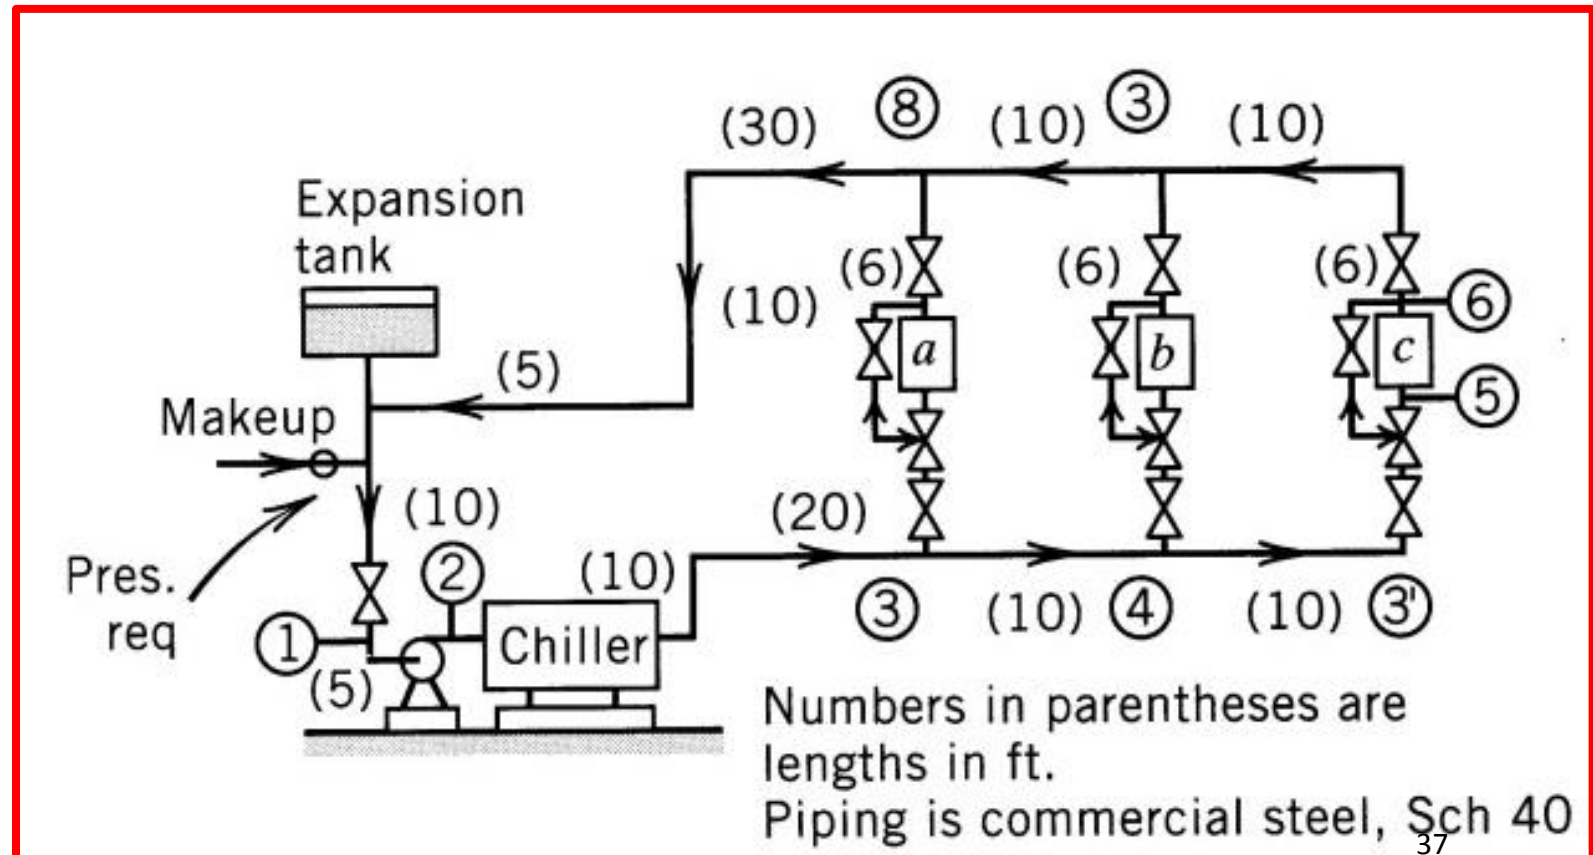 ⑧
③
(30)
(10)
(10)
Expansion
tank
(6)
(6)
(6)
⑥
(10)
a
b
c
(5)
⑤
Makeup
(10)
(20)
Pres.
req
②
(10)
③
(10)
④
(10)
③'
①
Chiller
(5)
Numbers in parentheses are
lengths in ft.
Piping is commercial steel, Sch 40
37